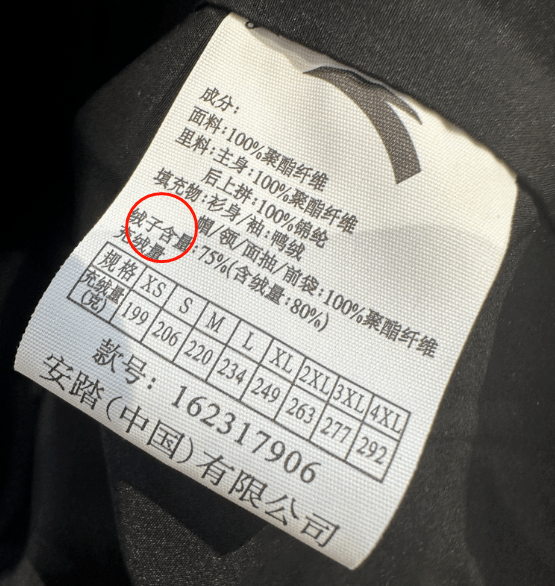 成分:
面料:100%聚酯纤维
里料:主身:100%聚酯纤维
后上拼:100%锦纶
填充物:衫身/袖:鸭绒
帽/领/面抽/前袋:100%聚酯纤维
绒子含量:75%(含绒量:80%)
充绒量
规格 XS S M L XL 2XL 3XL 4XL
充绒量(克) 199 206 220 234 249 263 277 292
款号: 162317906
安踏(中国)有限公司